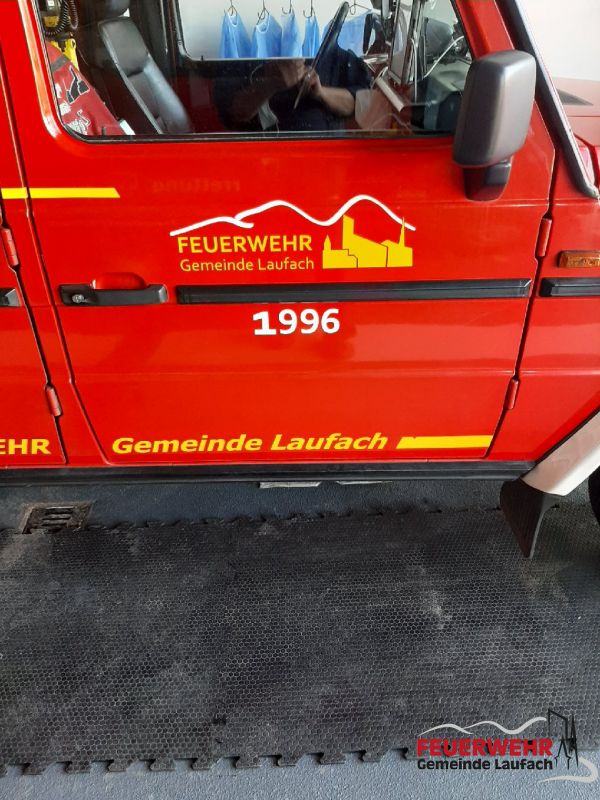 FEUERWEHR
Gemeinde Laufach
1996
EHR
Gemeinde Laufach
FEUERWEHR
Gemeinde Laufach